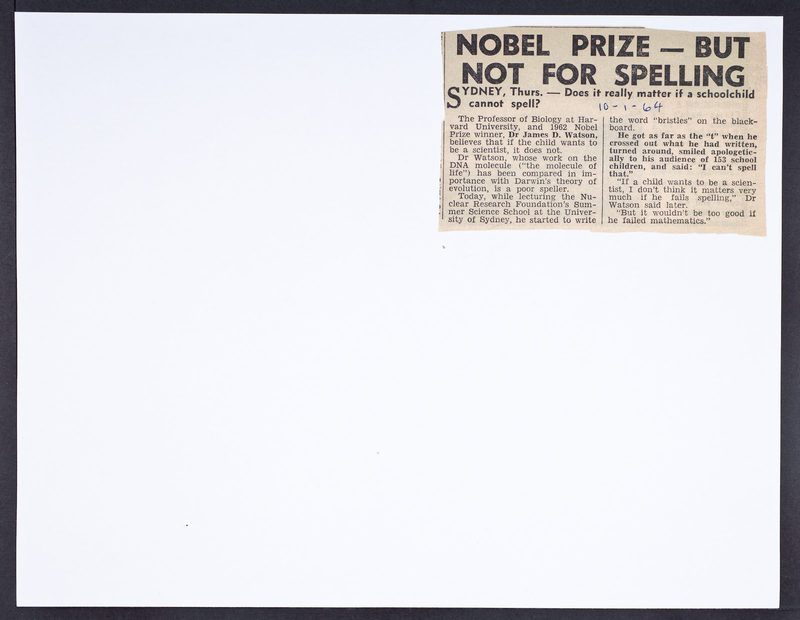 NOBEL PRIZE — BUT
NOT FOR SPELLING
SYDNEY, Thurs. — Does it really matter if a schoolchild
cannot spell?
10-1-64
The Professor of Biology at Har-
vard University, and 1962 Nobel
Prize winner, Dr James D. Watson,
believes that if the child wants to
be a scientist, it does not.
Dr Watson, whose work on the
DNA molecule ("the molecule of
life") has been compared in im-
portance with Darwin's theory of
evolution, is a poor speller.
Today, while lecturing the Nu-
clear Research Foundation's Sum-
mer Science School at the Univer-
sity of Sydney, he started to write
the word "bristles" on the black-
board.
He got as far as the "t" when he
crossed out what he had written,
turned around, smiled apologetic-
ally to his audience of 153 school
children, and said: "I can't spell
that."
"If a child wants to be a scien-
tist, I don't think it matters very
much if he fails spelling," Dr
Watson said later.
"But it wouldn't be too good if
he failed mathematics."